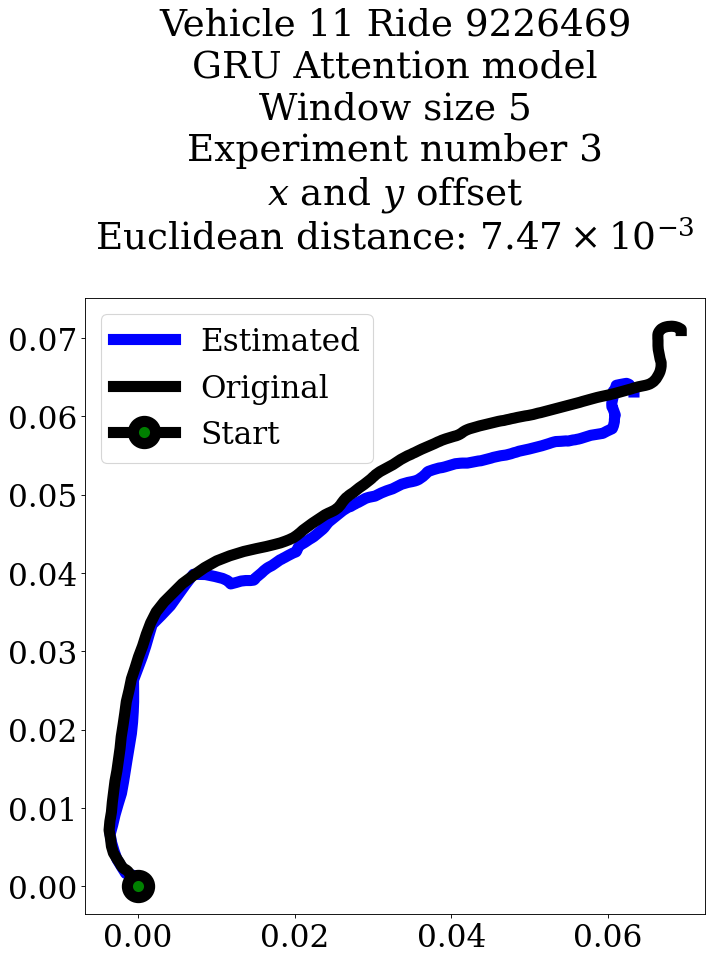 Vehicle 11 Ride 9226469
GRU Attention model
Window size 5
Experiment number 3
x and y offset
Euclidean distance: 7.47 × 10⁻³
Estimated
Original
Start
0.07
0.06
0.05
0.04
0.03
0.02
0.01
0.00
0.00 0.02 0.04 0.06